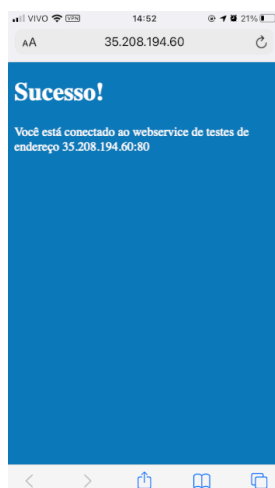 VIVO VPN 14:52 21%
AA 35.208.194.60
Sucesso!
Você está conectado ao webservice de testes de
endereço 35.208.194.60:80